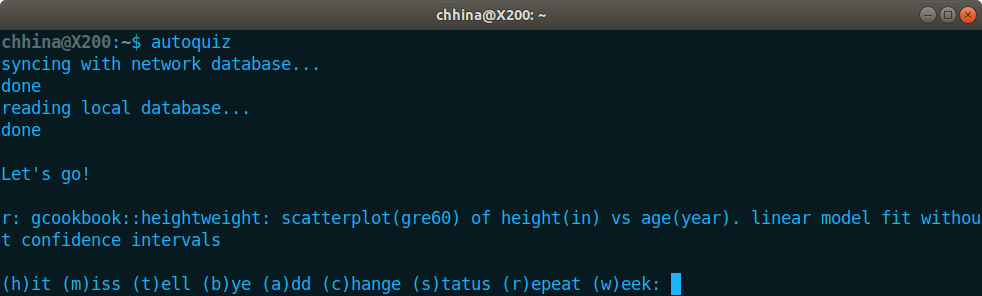 chhina@X200: ~
chhina@X200:~$ autoquiz
syncing with network database...
done
reading local database...
done
Let's go!
r: gcookbook::heightweight: scatterplot(gre60) of height(in) vs age(year). linear model fit withou
t confidence intervals
(h)it (m)iss (t)ell (b)ye (a)dd (c)hange (s)tatus (r)epeat (w)eek: